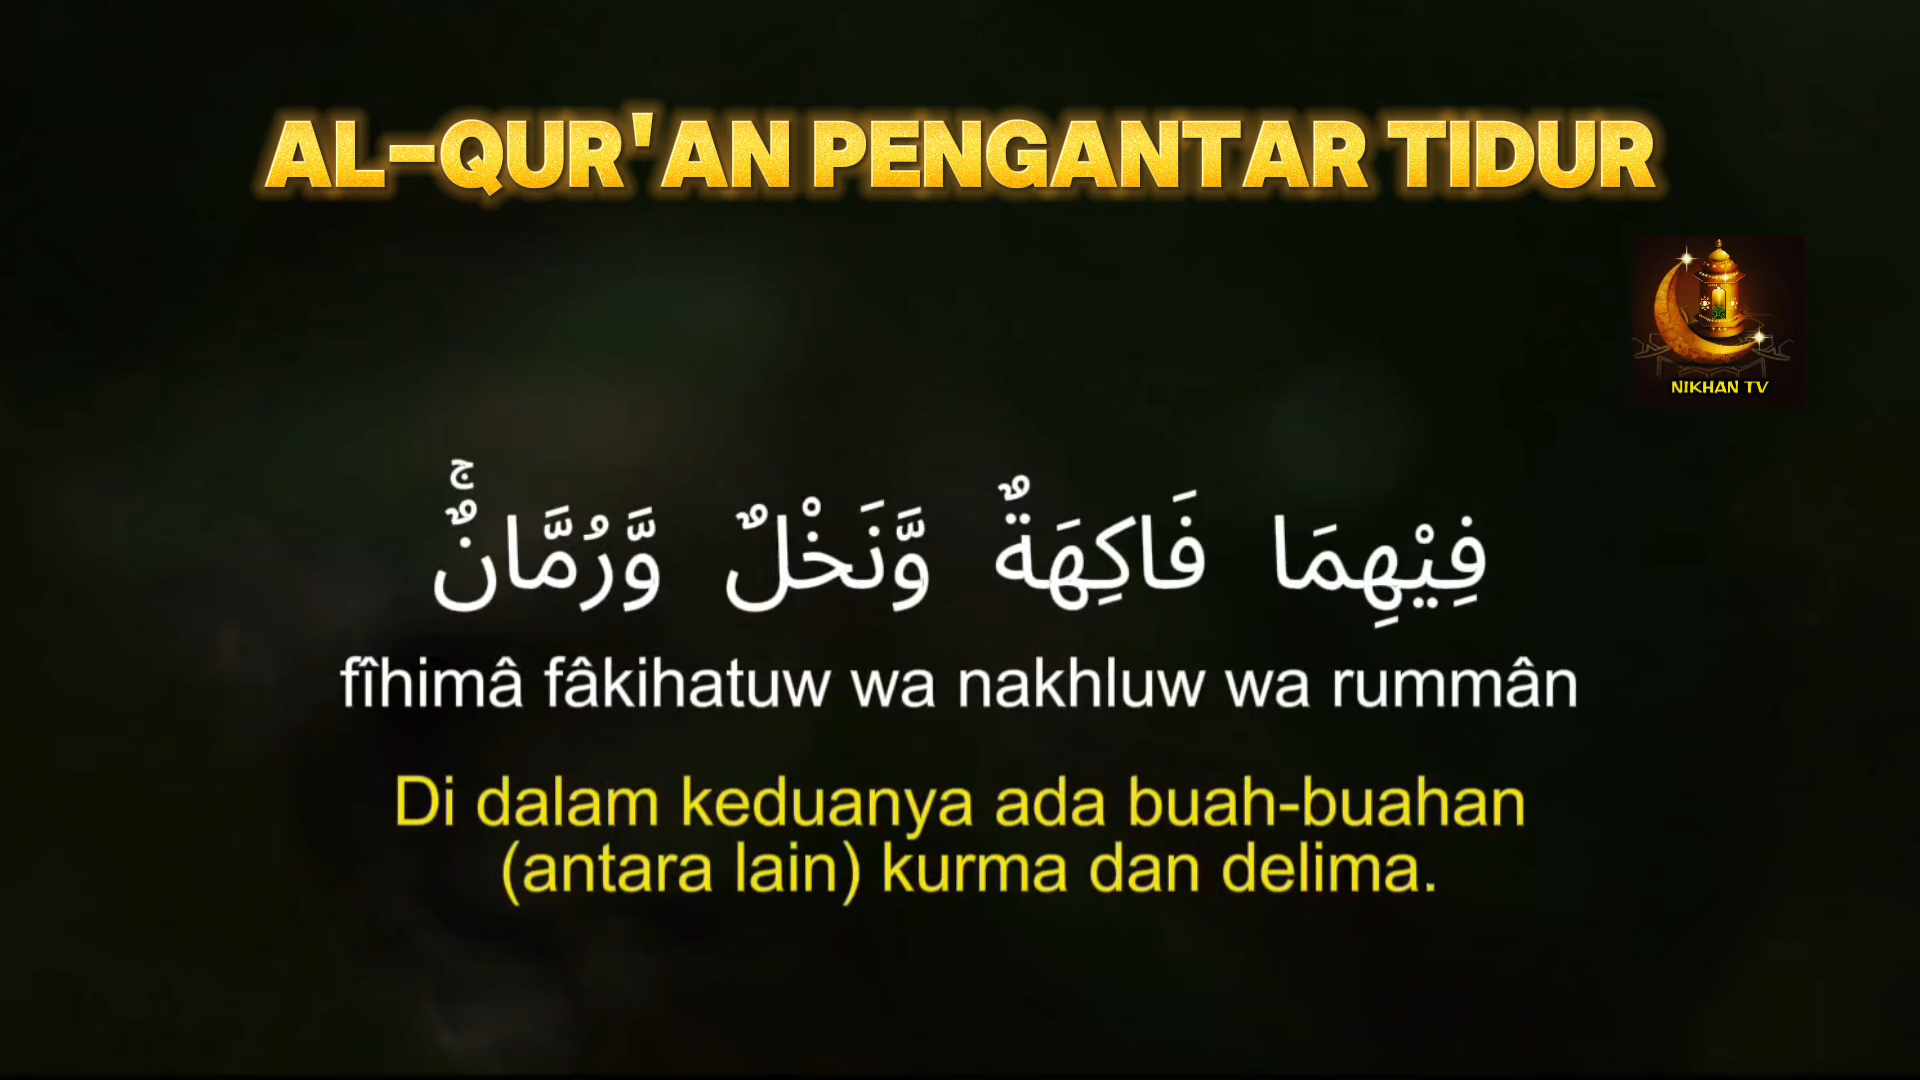 AL-QUR'AN PENGANTAR TIDUR
NIKHAN TV
فِيْهِمَا فَاكِهَةٌ وَّنَخْلٌ وَّرُمَّانٌۚ
fîhimâ fâkihatuw wa nakhluw wa rummân
Di dalam keduanya ada buah-buahan
(antara lain) kurma dan delima.